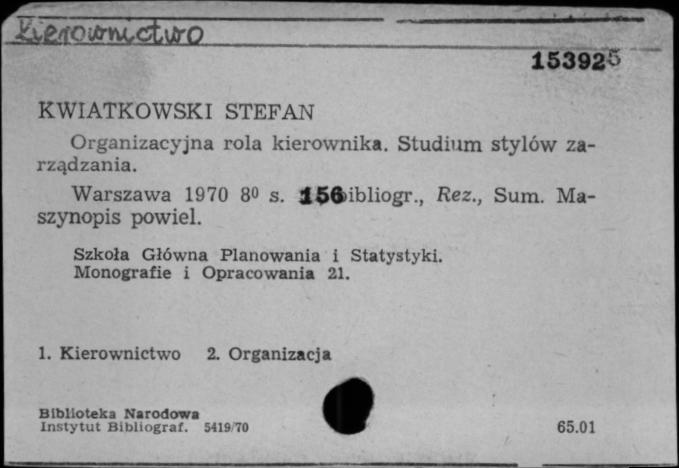 Kierownictwo
153925
KWIATKOWSKI STEFAN
Organizacyjna rola kierownika. Studium stylów za-
rządzania.
Warszawa 1970 8⁰ s. 156 bibliogr., Rez., Sum. Ma-
szynopis powiel.
Szkoła Główna Planowania i Statystyki.
Monografie i Opracowania 21.
1. Kierownictwo 2. Organizacja
Biblioteka Narodowa
Instytut Bibliograf. 5419/70 65.01